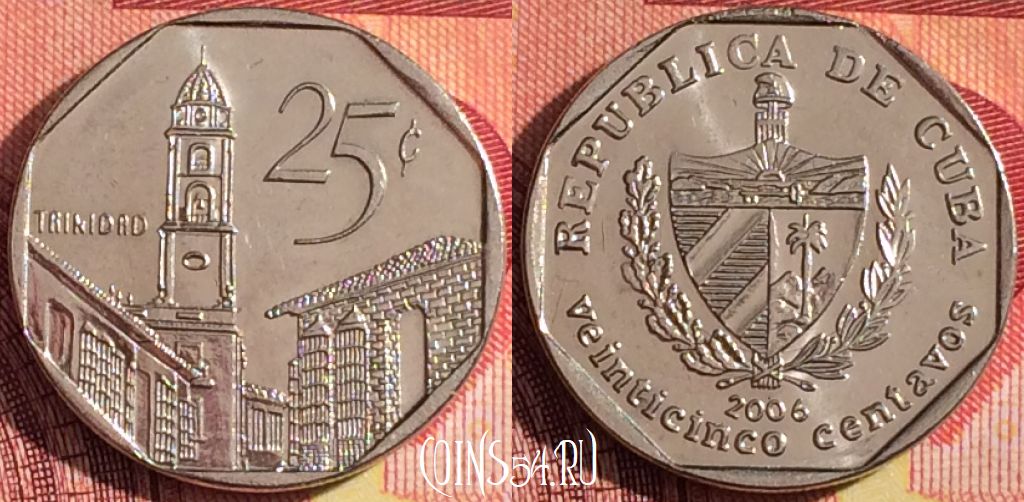 25¢
TRINIDAD
REPUBLICA DE CUBA
2006
veinticinco centavos
COINS54.RU